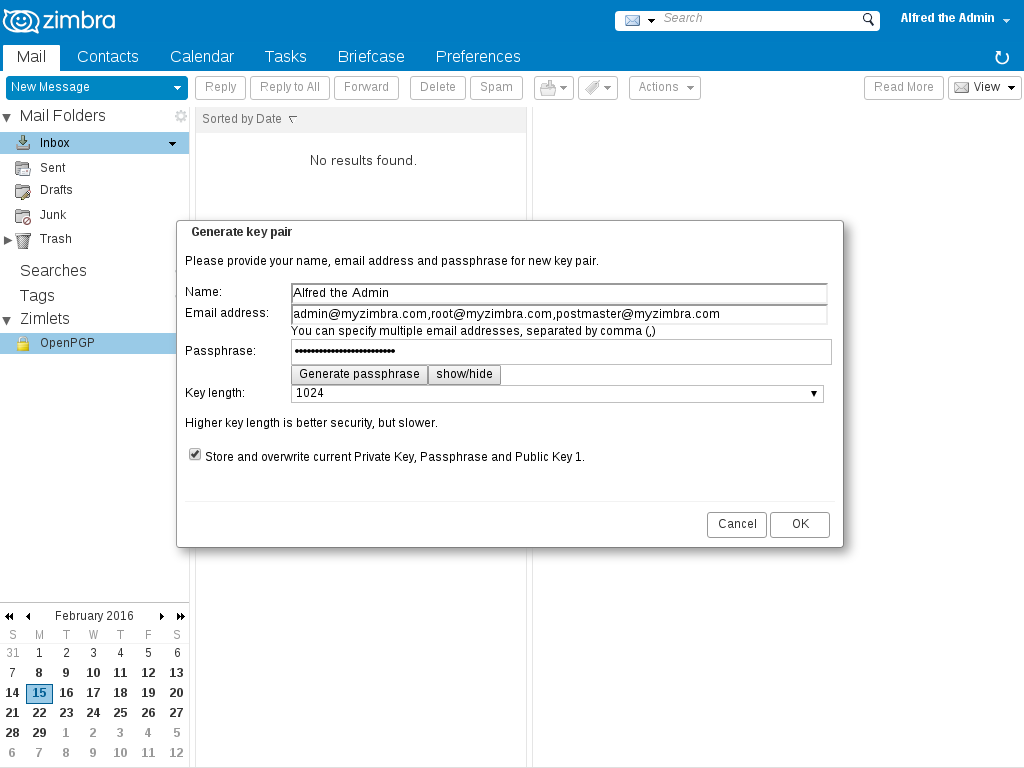 zimbra
Search
Alfred the Admin
Mail Contacts Calendar Tasks Briefcase Preferences
New Message Reply Reply to All Forward Delete Spam Actions Read More View
Mail Folders
Sorted by Date
Inbox
No results found.
Sent
Drafts
Junk
Trash
Searches
Tags
Zimlets
OpenPGP
Generate key pair
Please provide your name, email address and passphrase for new key pair.
Name: Alfred the Admin
Email address: admin@myzimbra.com,root@myzimbra.com,postmaster@myzimbra.com
You can specify multiple email addresses, separated by comma (,)
Passphrase: •••••••••••••••••••••••••
Generate passphrase show/hide
Key length: 1024
Higher key length is better security, but slower.
Store and overwrite current Private Key, Passphrase and Public Key 1.
Cancel OK
February 2016
S M T W T F S
31 1 2 3 4 5 6
7 8 9 10 11 12 13
14 15 16 17 18 19 20
21 22 23 24 25 26 27
28 29 1 2 3 4 5
6 7 8 9 10 11 12